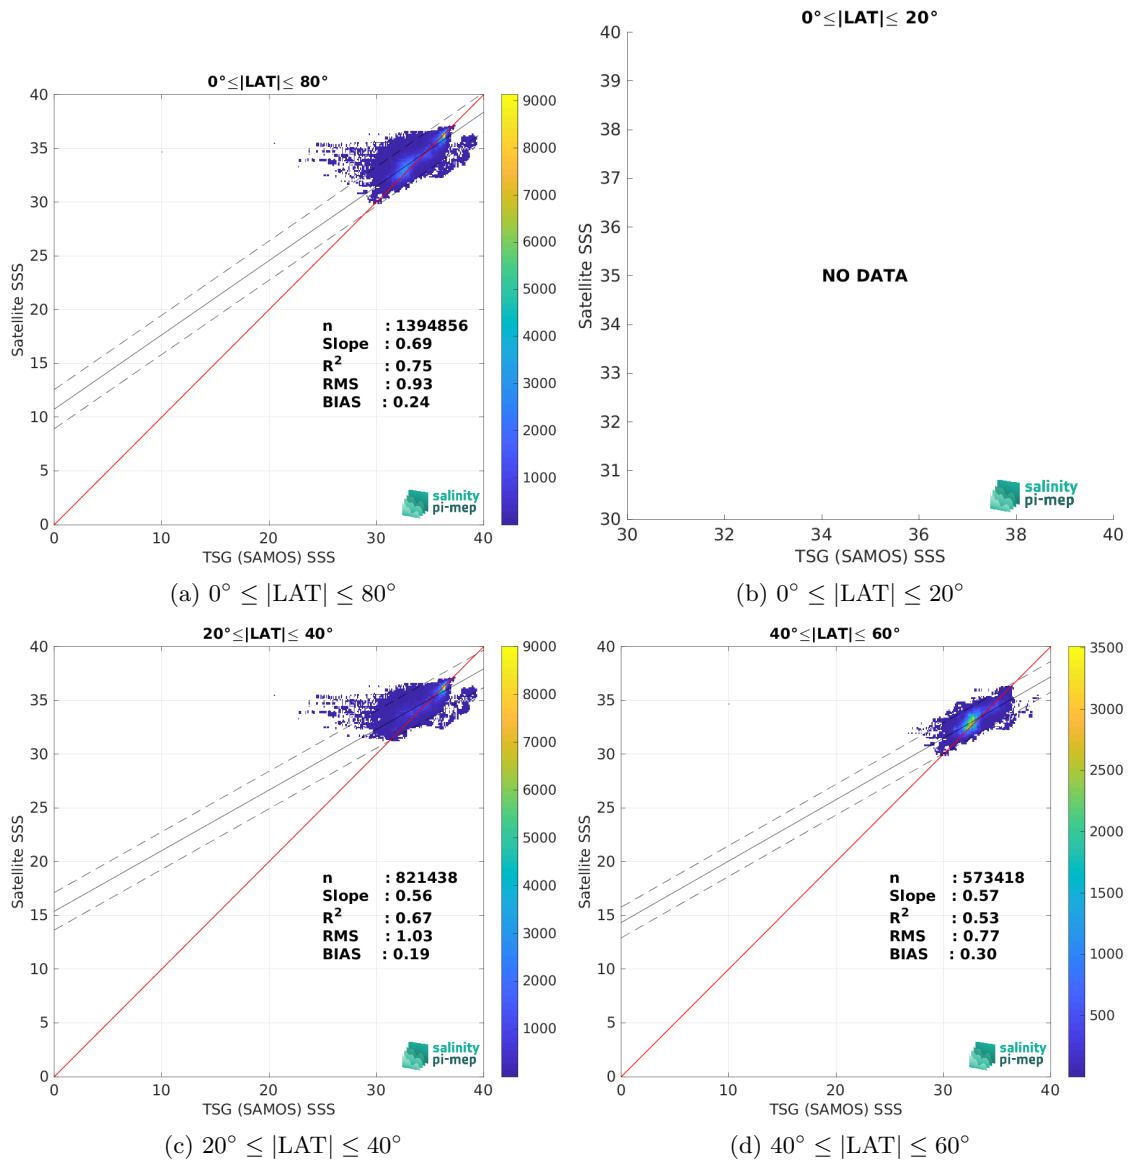 0°≤|LAT|≤ 80°
40
35
30
25
20
15
10
5
0
Satellite SSS
0
10
20
30
40
TSG (SAMOS) SSS
9000
8000
7000
6000
5000
4000
3000
2000
1000
n : 1394856
Slope : 0.69
R² : 0.75
RMS : 0.93
BIAS : 0.24
salinity
pi-mep
(a) 0° ≤ |LAT| ≤ 80°
0°≤|LAT|≤ 20°
40
39
38
37
36
35
34
33
32
31
30
Satellite SSS
NO DATA
30
32
34
36
38
40
TSG (SAMOS) SSS
salinity
pi-mep
(b) 0° ≤ |LAT| ≤ 20°
20°≤|LAT|≤ 40°
40
35
30
25
20
15
10
5
0
Satellite SSS
0
10
20
30
40
TSG (SAMOS) SSS
9000
8000
7000
6000
5000
4000
3000
2000
1000
n : 821438
Slope : 0.56
R² : 0.67
RMS : 1.03
BIAS : 0.19
salinity
pi-mep
(c) 20° ≤ |LAT| ≤ 40°
40°≤|LAT|≤ 60°
40
35
30
25
20
15
10
5
0
Satellite SSS
0
10
20
30
40
TSG (SAMOS) SSS
3500
3000
2500
2000
1500
1000
500
n : 573418
Slope : 0.57
R² : 0.53
RMS : 0.77
BIAS : 0.30
salinity
pi-mep
(d) 40° ≤ |LAT| ≤ 60°